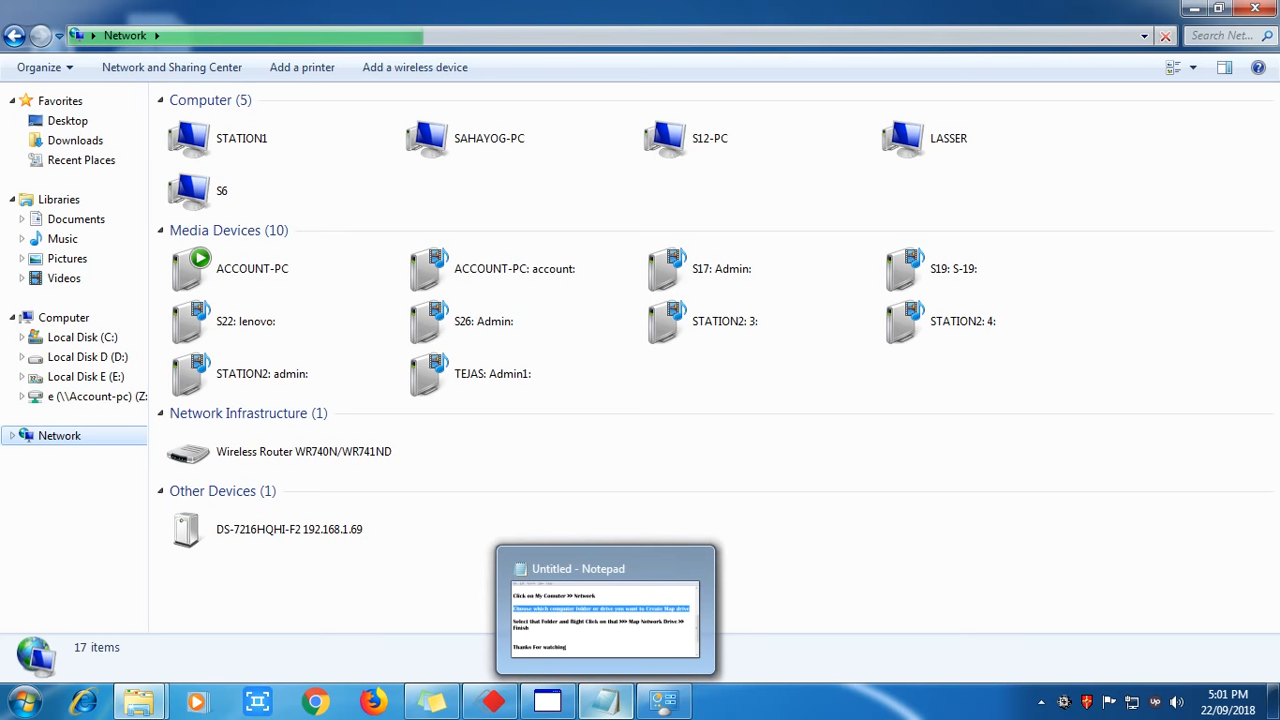 Network
Search Net...
Organize
Network and Sharing Center
Add a printer
Add a wireless device
Favorites
Desktop
Downloads
Recent Places
Libraries
Documents
Music
Pictures
Videos
Computer
Local Disk (C:)
Local Disk D (D:)
Local Disk E (E:)
e (\\Account-pc) (Z:
Network
Computer (5)
STATION1
SAHAYOG-PC
S12-PC
LASSER
S6
Media Devices (10)
ACCOUNT-PC
ACCOUNT-PC: account:
S17: Admin:
S19: S-19:
S22: lenovo:
S26: Admin:
STATION2: 3:
STATION2: 4:
STATION2: admin:
TEJAS: Admin1:
Network Infrastructure (1)
Wireless Router WR740N/WR741ND
Other Devices (1)
DS-7216HQHI-F2 192.168.1.69
Untitled - Notepad
Click on My Comuter >> Network
Choose which computer folder or drive you want to Create Map drive
Select that Folder and Right Click on that >>> Map Network Drive >>
Finish
Thanks For watching
17 items
5:01 PM
22/09/2018